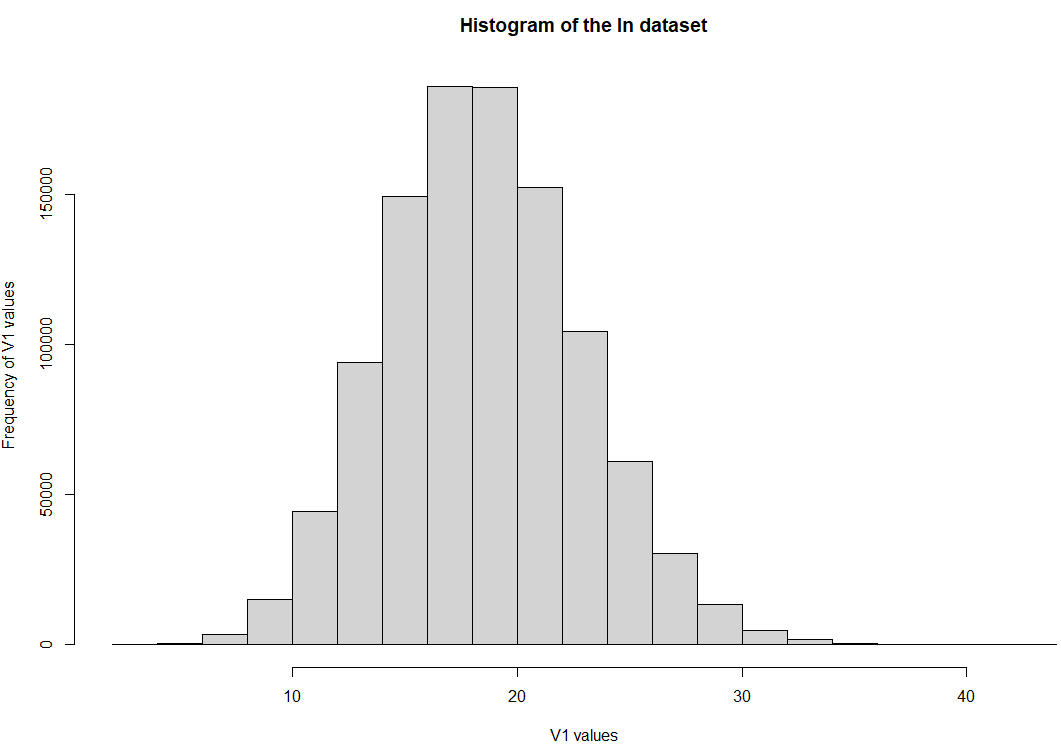 Histogram of the ln dataset
Frequency of V1 values
150000
100000
50000
0
10 20 30 40
V1 values